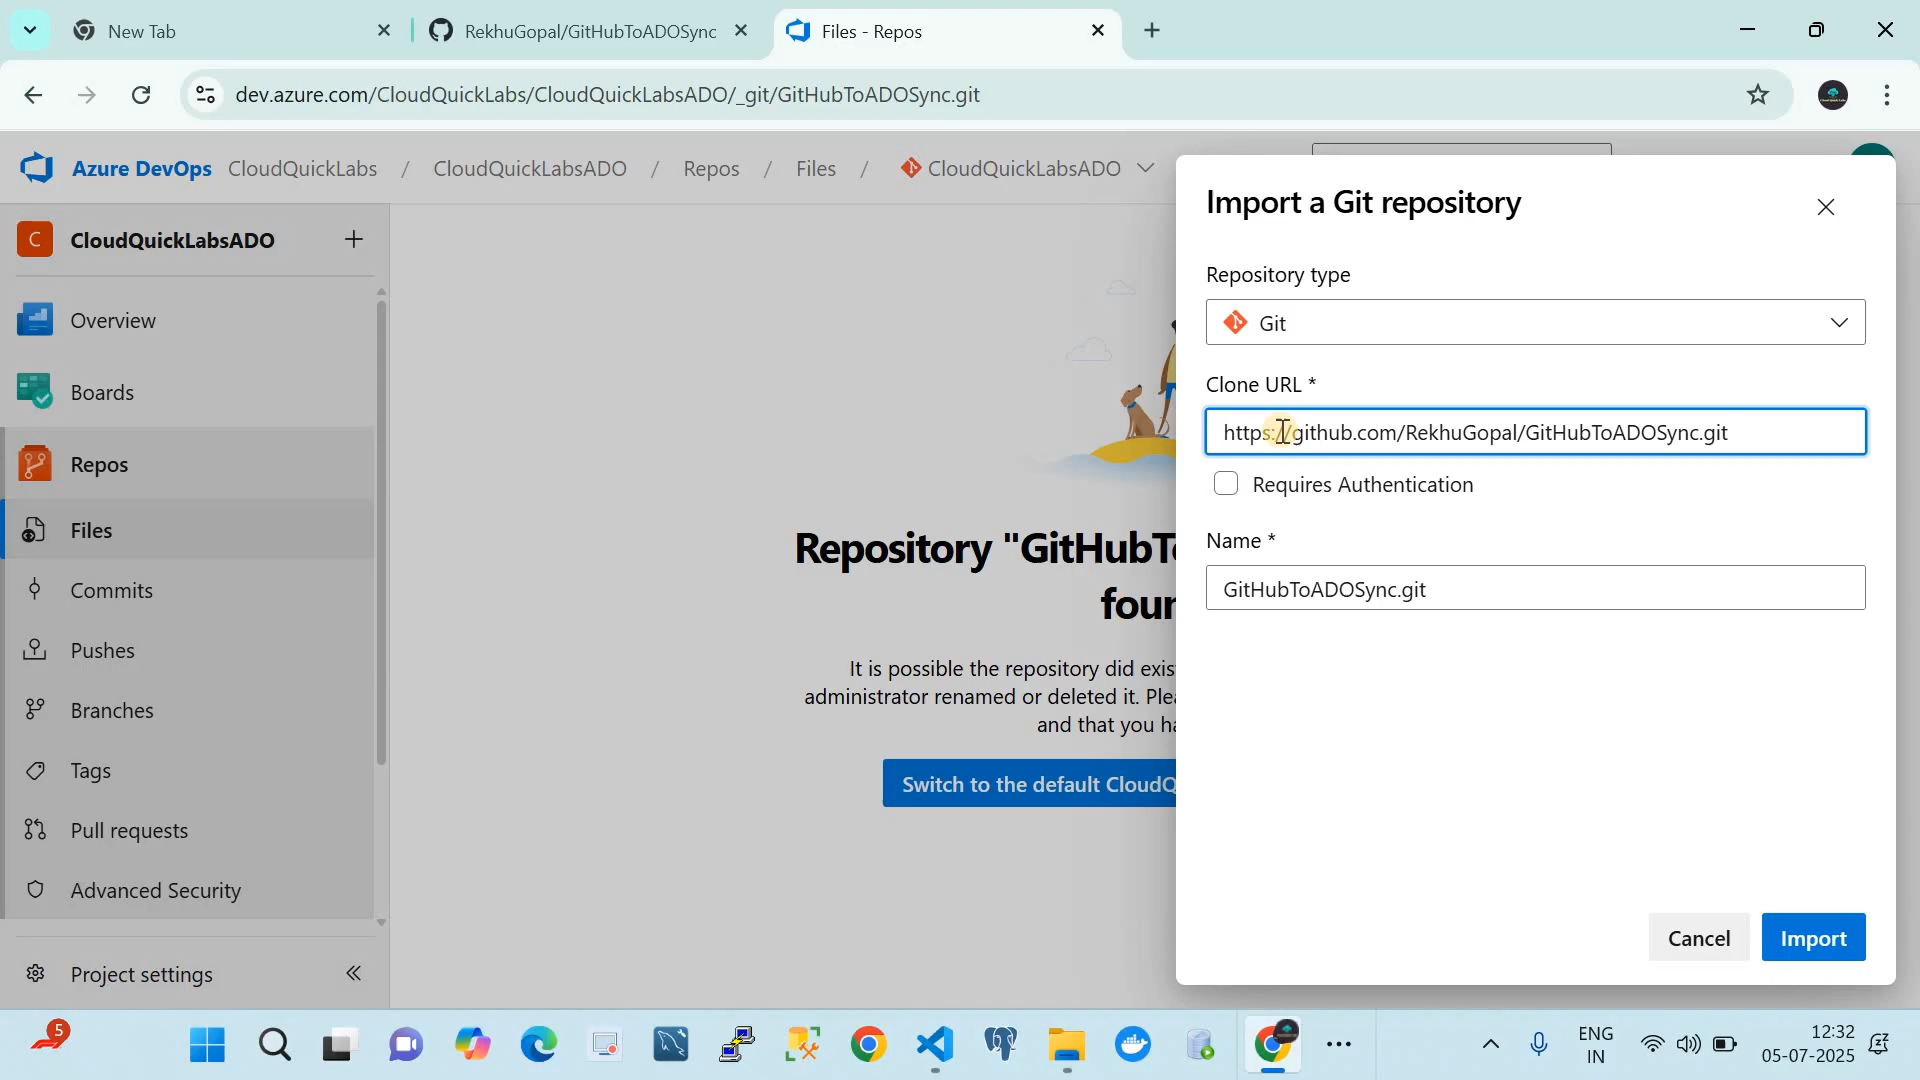 New Tab
RekhuGopal/GitHubToADOSync
Files - Repos
dev.azure.com/CloudQuickLabs/CloudQuickLabsADO/_git/GitHubToADOSync.git
Azure DevOps CloudQuickLabs / CloudQuickLabsADO / Repos / Files / CloudQuickLabsADO
C CloudQuickLabsADO
Overview
Boards
Repos
Files
Commits
Pushes
Branches
Tags
Pull requests
Advanced Security
Project settings
Repository "GitHubTo
foun
It is possible the repository did exis
administrator renamed or deleted it. Ple
and that you ha
Switch to the default CloudQ
Import a Git repository
Repository type
Git
Clone URL *
https://github.com/RekhuGopal/GitHubToADOSync.git
Requires Authentication
Name *
GitHubToADOSync.git
Cancel
Import
5
ENG
IN
12:32
05-07-2025